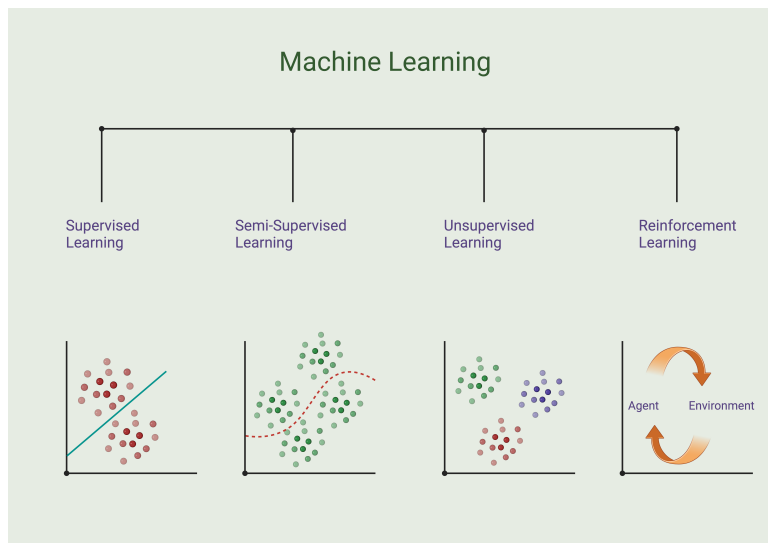 Machine Learning
Supervised
Learning
Semi-Supervised
Learning
Unsupervised
Learning
Reinforcement
Learning
Agent
Environment